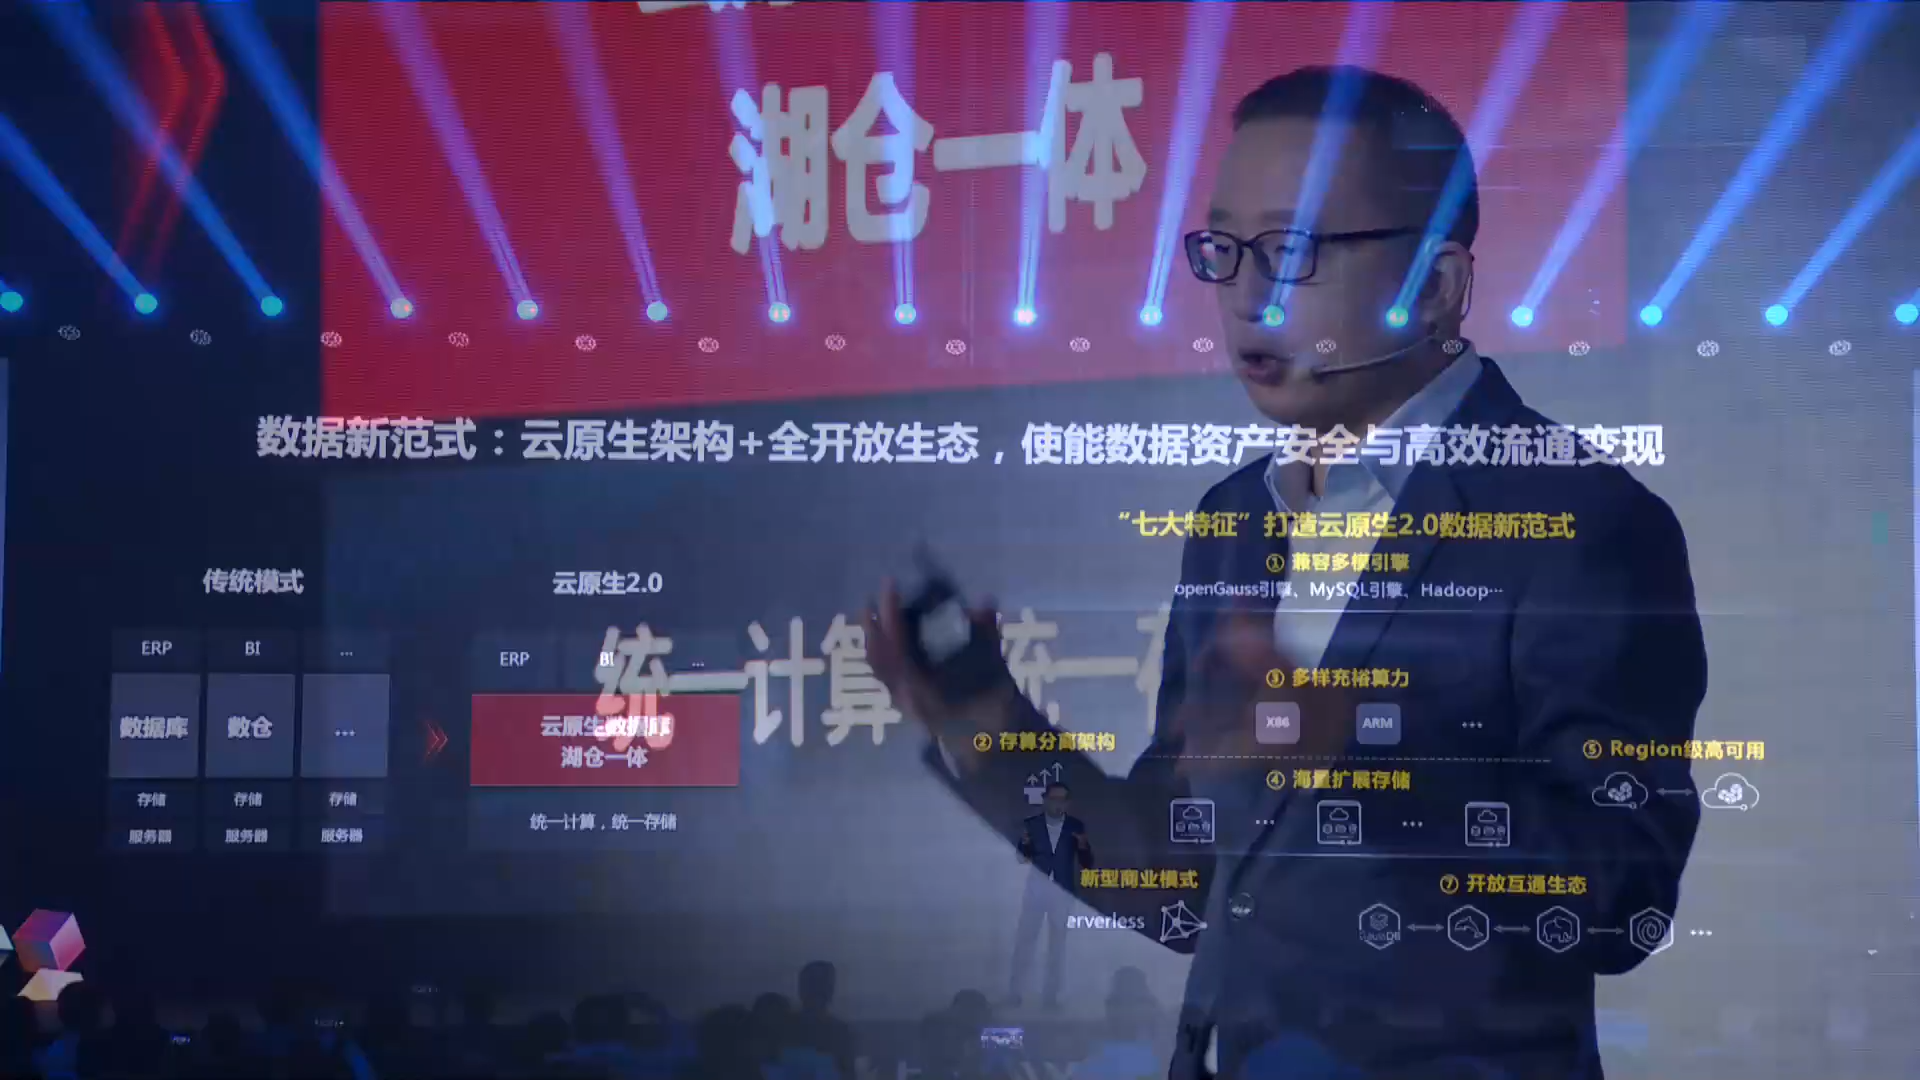 湖仓一体
数据新范式：云原生架构+全开放生态，使能数据资产安全与高效流通变现
“七大特征”打造云原生2.0数据新范式
① 兼容多模引擎
openGauss引擎、MySQL引擎、Hadoop…
传统模式
云原生2.0
ERP
BI
...
ERP
BI
...
统一计算
统一存
数据库
数仓
...
云原生数据库
湖仓一体
存储
存储
存储
服务器
服务器
服务器
统一计算，统一存储
② 存算分离架构
③ 多样充裕算力
X86
ARM
...
④ 海量扩展存储
...
...
⑤ Region级高可用
新型商业模式
erverless
⑦ 开放互通生态
GaussDB
...